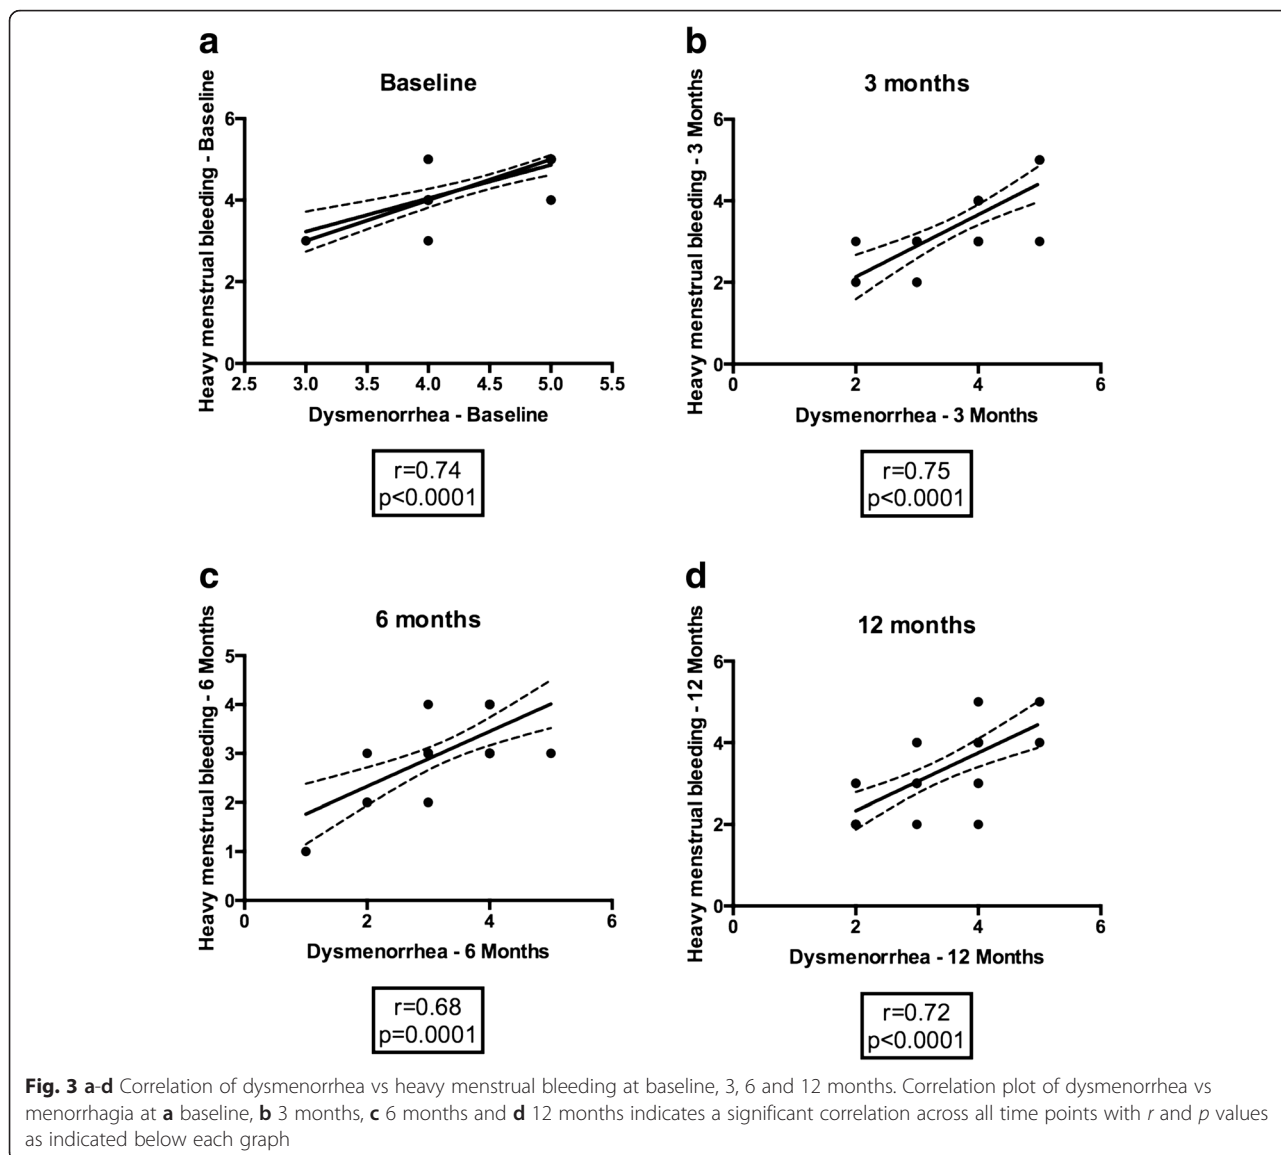 a
Baseline
Heavy menstrual bleeding - Baseline
6
4
2
0
2.5 3.0 3.5 4.0 4.5 5.0 5.5
Dysmenorrhea - Baseline
r=0.74
p<0.0001
b
3 months
Heavy menstrual bleeding - 3 Months
6
4
2
0
0 2 4 6
Dysmenorrhea - 3 Months
r=0.75
p<0.0001
c
6 months
Heavy menstrual bleeding - 6 Months
5
4
3
2
1
0
0 2 4 6
Dysmenorrhea - 6 Months
r=0.68
p=0.0001
d
12 months
Heavy menstrual bleeding - 12 Months
6
4
2
0
0 2 4 6
Dysmenorrhea - 12 Months
r=0.72
p<0.0001
Fig. 3 a-d Correlation of dysmenorrhea vs heavy menstrual bleeding at baseline, 3, 6 and 12 months. Correlation plot of dysmenorrhea vs
menorrhagia at a baseline, b 3 months, c 6 months and d 12 months indicates a significant correlation across all time points with r and p values
as indicated below each graph